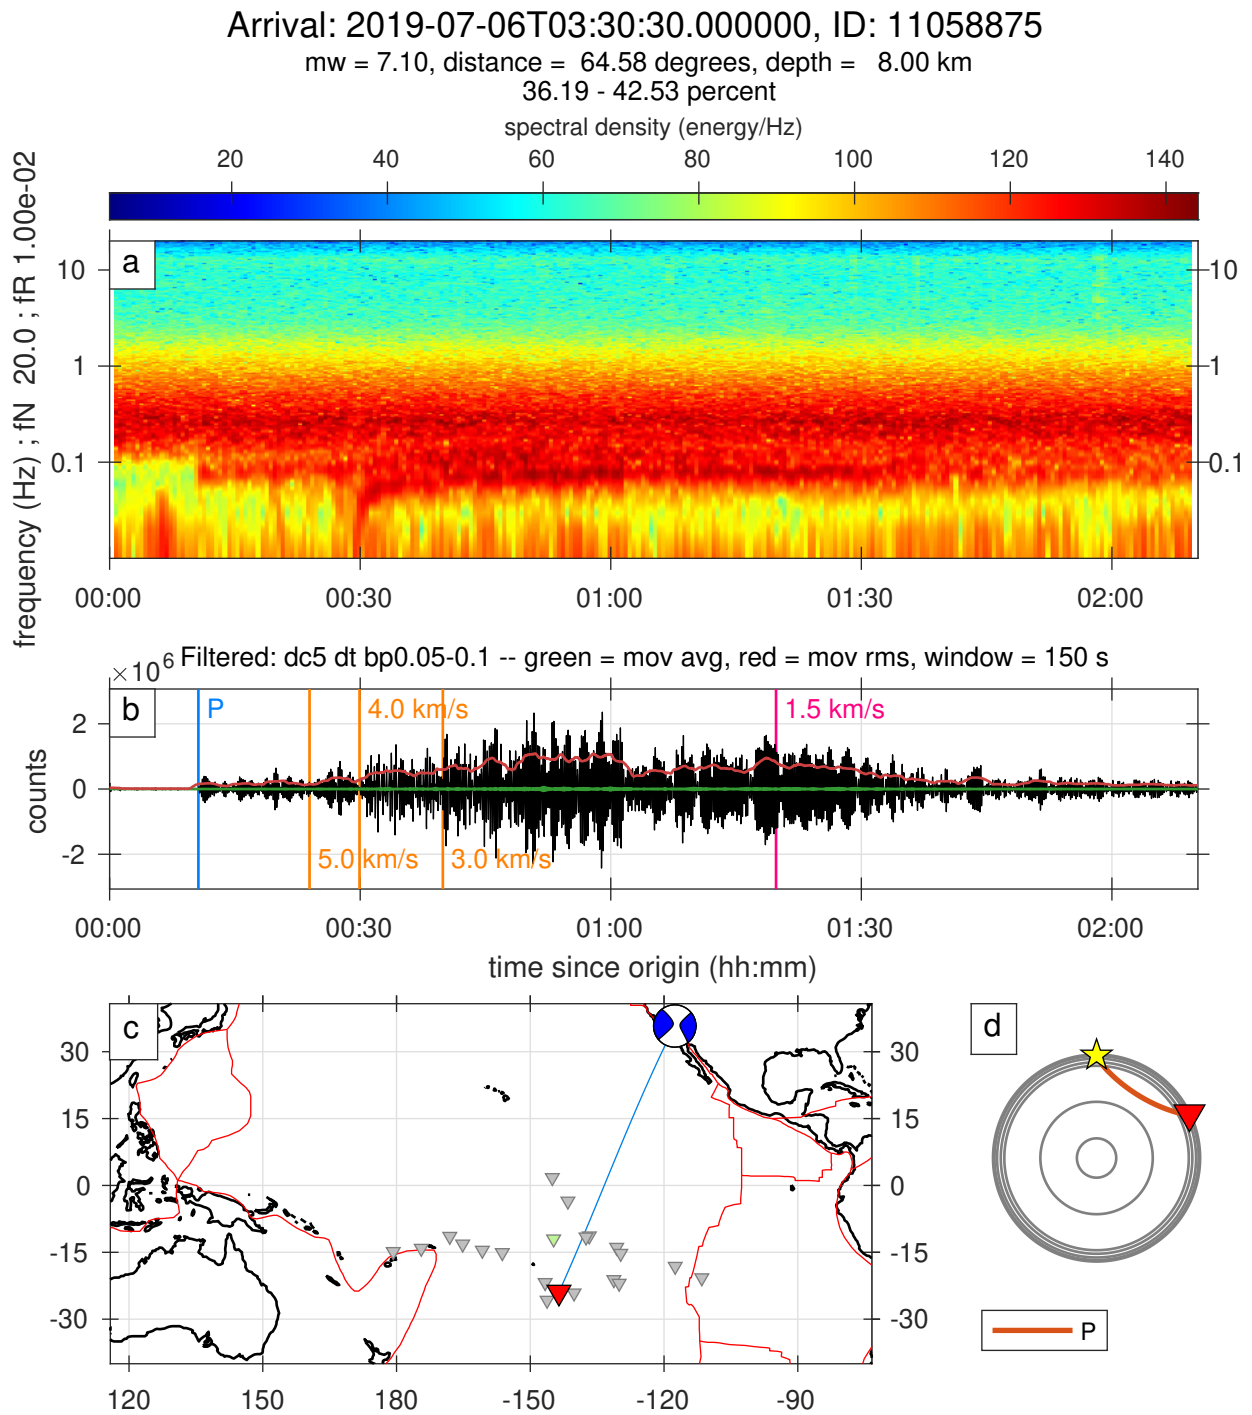 Arrival: 2019-07-06T03:30:30.000000, ID: 11058875
mw = 7.10, distance =  64.58 degrees, depth =   8.00 km
36.19 - 42.53 percent
spectral density (energy/Hz)
20 40 60 80 100 120 140
frequency (Hz) ; fN  20.0 ; fR 1.00e-02
a
10 10
1 1
0.1 0.1
00:00 00:30 01:00 01:30 02:00
×10^6 Filtered: dc5 dt bp0.05-0.1 -- green = mov avg, red = mov rms, window = 150 s
b
P 4.0 km/s 1.5 km/s
counts
2
0
-2
5.0 km/s 3.0 km/s
00:00 00:30 01:00 01:30 02:00
time since origin (hh:mm)
c
d
30 30
15 15
0 0
-15 -15
-30 -30
120 150 180 -150 -120 -90
P